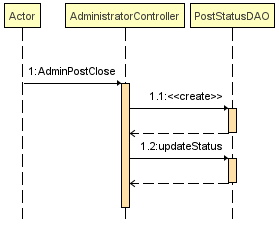 Actor
AdministratorController
PostStatusDAO
1:AdminPostClose
1.1:<<create>>
1.2:updateStatus